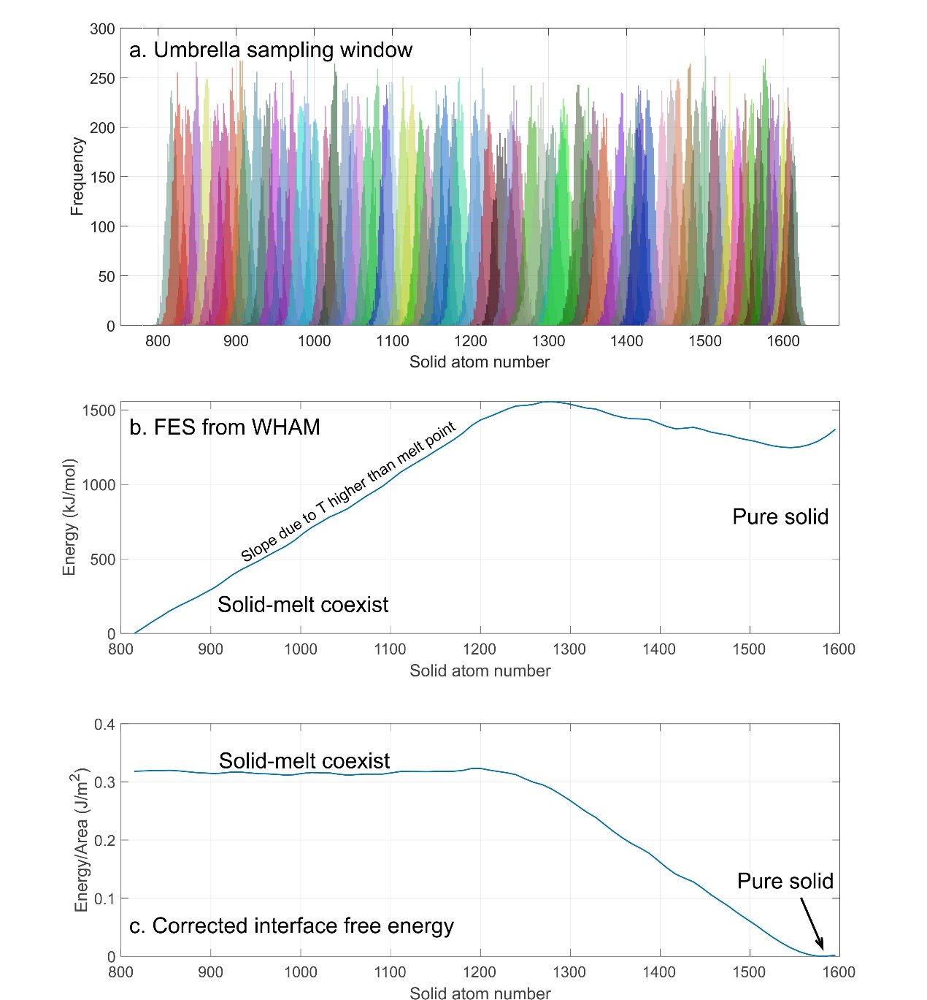 a. Umbrella sampling window
Frequency
300
250
200
150
100
50
0
800 900 1000 1100 1200 1300 1400 1500 1600
Solid atom number
b. FES from WHAM
Energy (kJ/mol)
1500
1000
500
0
Slope due to T higher than melt point
Solid-melt coexist
Pure solid
800 900 1000 1100 1200 1300 1400 1500 1600
Solid atom number
Energy/Area (J/m²)
0.4
0.3
0.2
0.1
0
Solid-melt coexist
Pure solid
c. Corrected interface free energy
800 900 1000 1100 1200 1300 1400 1500 1600
Solid atom number